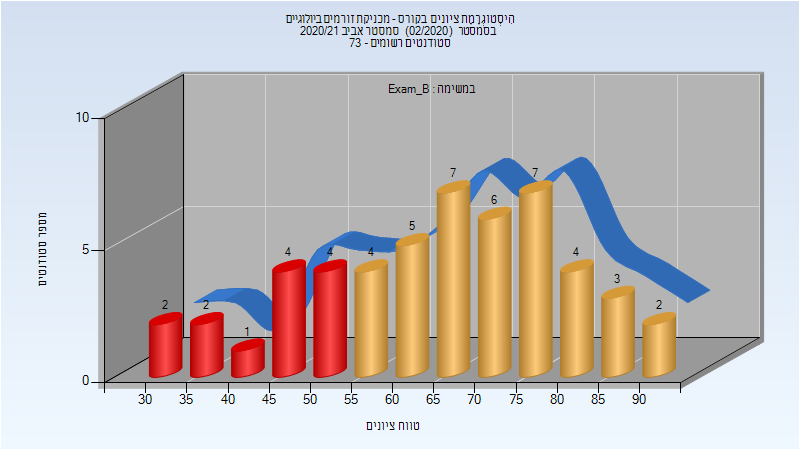 היסטוגרמת ציונים בקורס - מכניקת זורמים ביולוגיים
בסמסטר (02/2020) סמסטר אביב 2020/21
סטודנטים רשומים - 73
במשימה : Exam_B
מספר סטודנטים
10
5
0
2 2 1 4 4 4 5 7 6 7 4 3 2
30 35 40 45 50 55 60 65 70 75 80 85 90
טווח ציונים